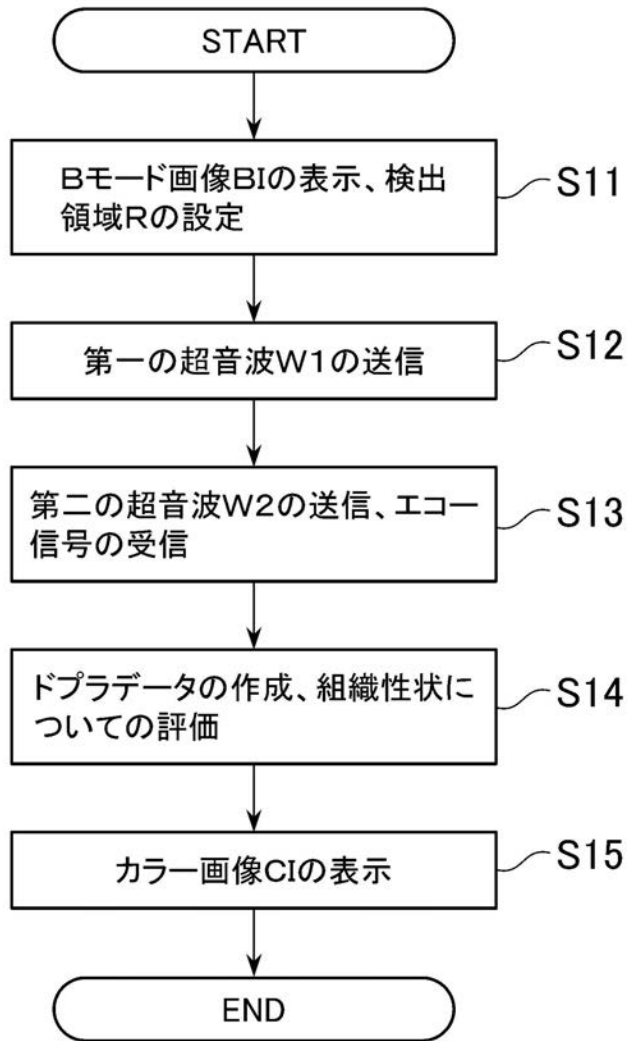 START
Bモード画像BIの表示、検出
領域Rの設定
S11
第一の超音波W1の送信
S12
第二の超音波W2の送信、エコー
信号の受信
S13
ドプラデータの作成、組織性状に
ついての評価
S14
カラー画像CIの表示
S15
END